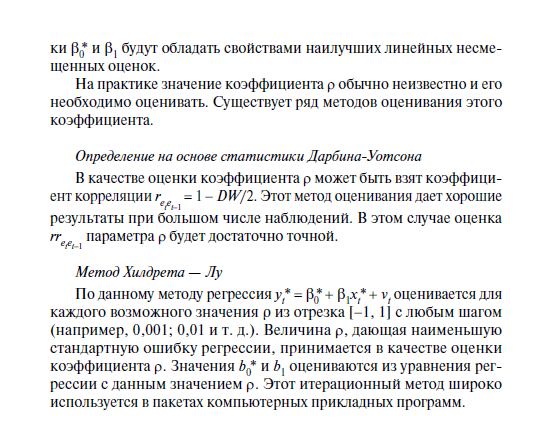 ки β₀* и β₁ будут обладать свойствами наилучших линейных несме-
щенных оценок.
На практике значение коэффициента ρ обычно неизвестно и его
необходимо оценивать. Существует ряд методов оценивания этого
коэффициента.
Определение на основе статистики Дарбина-Уотсона
В качестве оценки коэффициента ρ может быть взят коэффици-
ент корреляции r_{e_t e_{t–1}} = 1 – DW/2. Этот метод оценивания дает хорошие
результаты при большом числе наблюдений. В этом случае оценка
rr_{e_t e_{t–1}} параметра ρ будет достаточно точной.
Метод Хилдрета — Лу
По данному методу регрессия y_t* = β₀* + β₁x_t* + v_t оценивается для
каждого возможного значения ρ из отрезка [–1, 1] с любым шагом
(например, 0,001; 0,01 и т. д.). Величина ρ, дающая наименьшую
стандартную ошибку регрессии, принимается в качестве оценки
коэффициента ρ. Значения b₀* и b₁ оцениваются из уравнения рег-
рессии с данным значением ρ. Этот итерационный метод широко
используется в пакетах компьютерных прикладных программ.